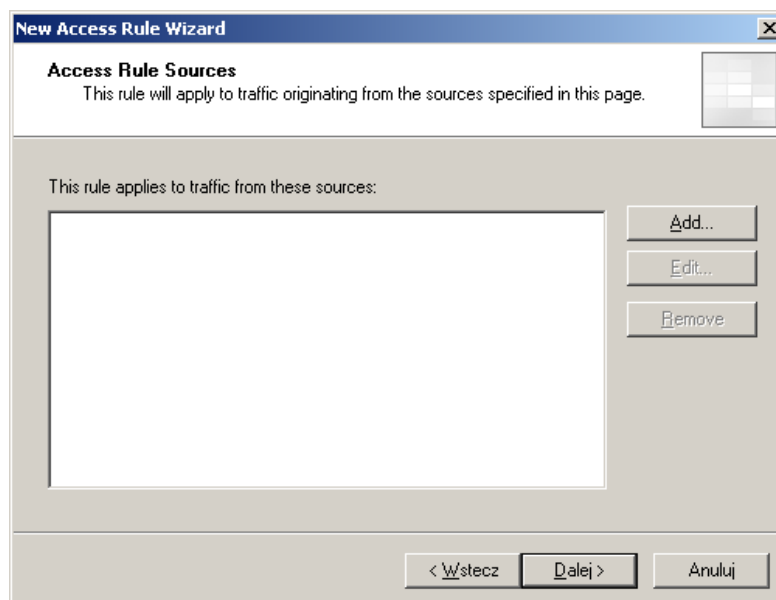 New Access Rule Wizard
Access Rule Sources
This rule will apply to traffic originating from the sources specified in this page.
This rule applies to traffic from these sources:
Add...
Edit...
Remove
< Wstecz
Dalej >
Anuluj